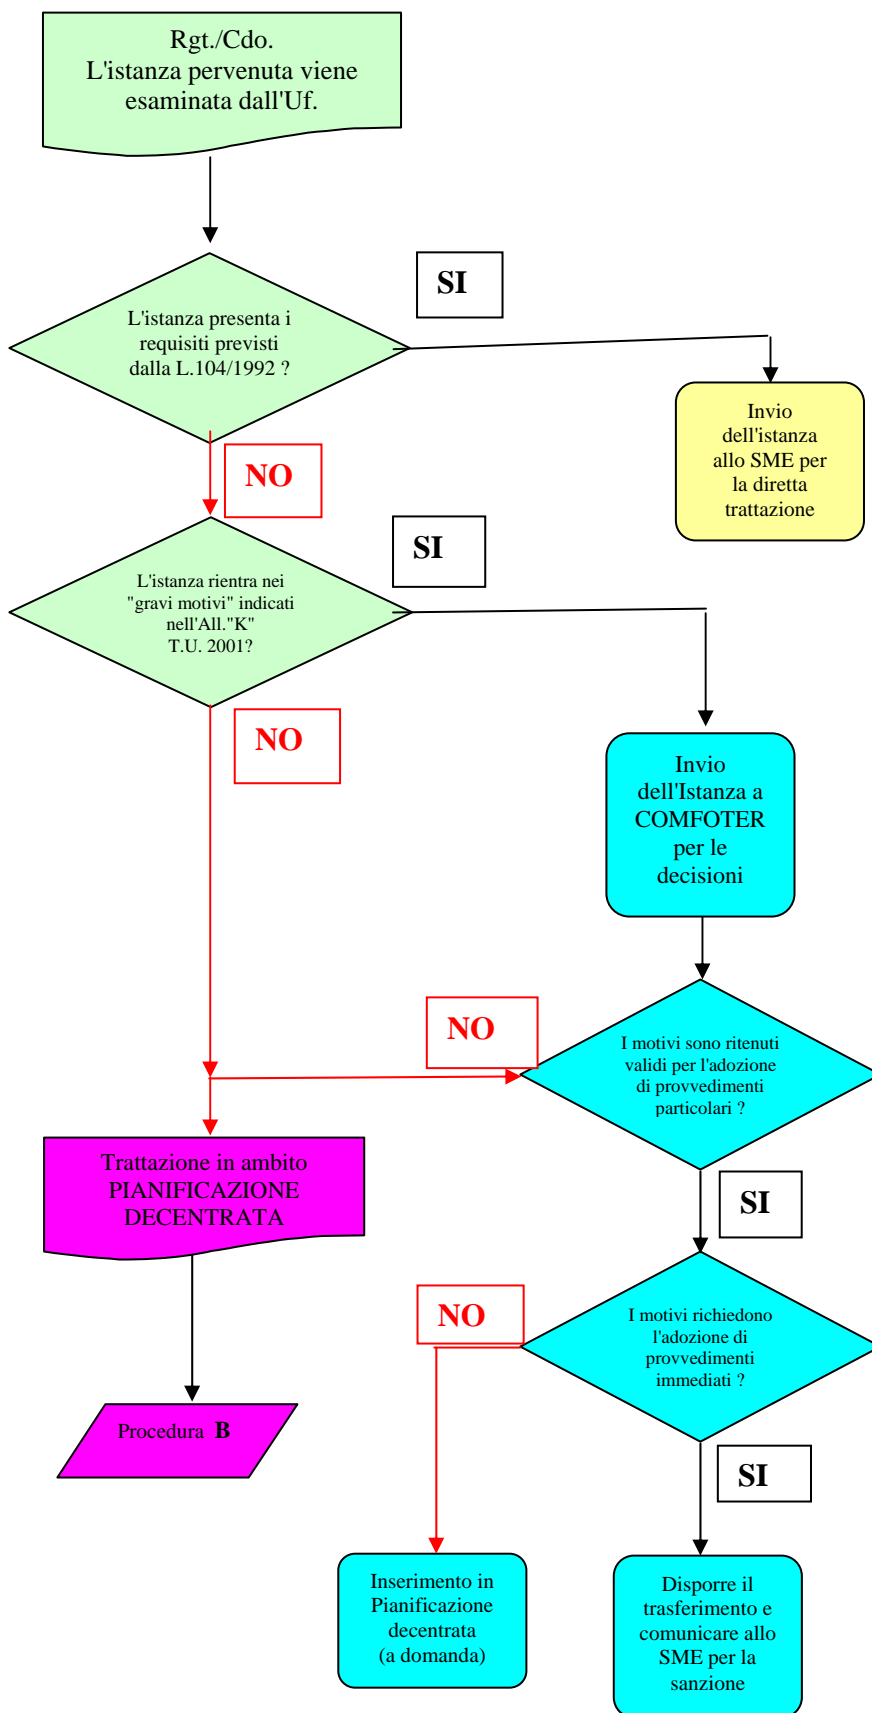 Rgt./Cdo.
L'istanza pervenuta viene
esaminata dall'Uf.
SI
L'istanza presenta i
requisiti previsti
dalla L.104/1992 ?
Invio
dell'istanza
allo SME per
la diretta
trattazione
NO
SI
L'istanza rientra nei
"gravi motivi" indicati
nell'All."K"
T.U. 2001?
NO
Invio
dell'Istanza a
COMFOTER
per le
decisioni
NO
I motivi sono ritenuti
validi per l'adozione
di provvedimenti
particolari ?
Trattazione in ambito
PIANIFICAZIONE
DECENTRATA
SI
NO
I motivi richiedono
l'adozione di
provvedimenti
immediati ?
Procedura B
SI
Inserimento in
Pianificazione
decentrata
(a domanda)
Disporre il
trasferimento e
comunicare allo
SME per la
sanzione